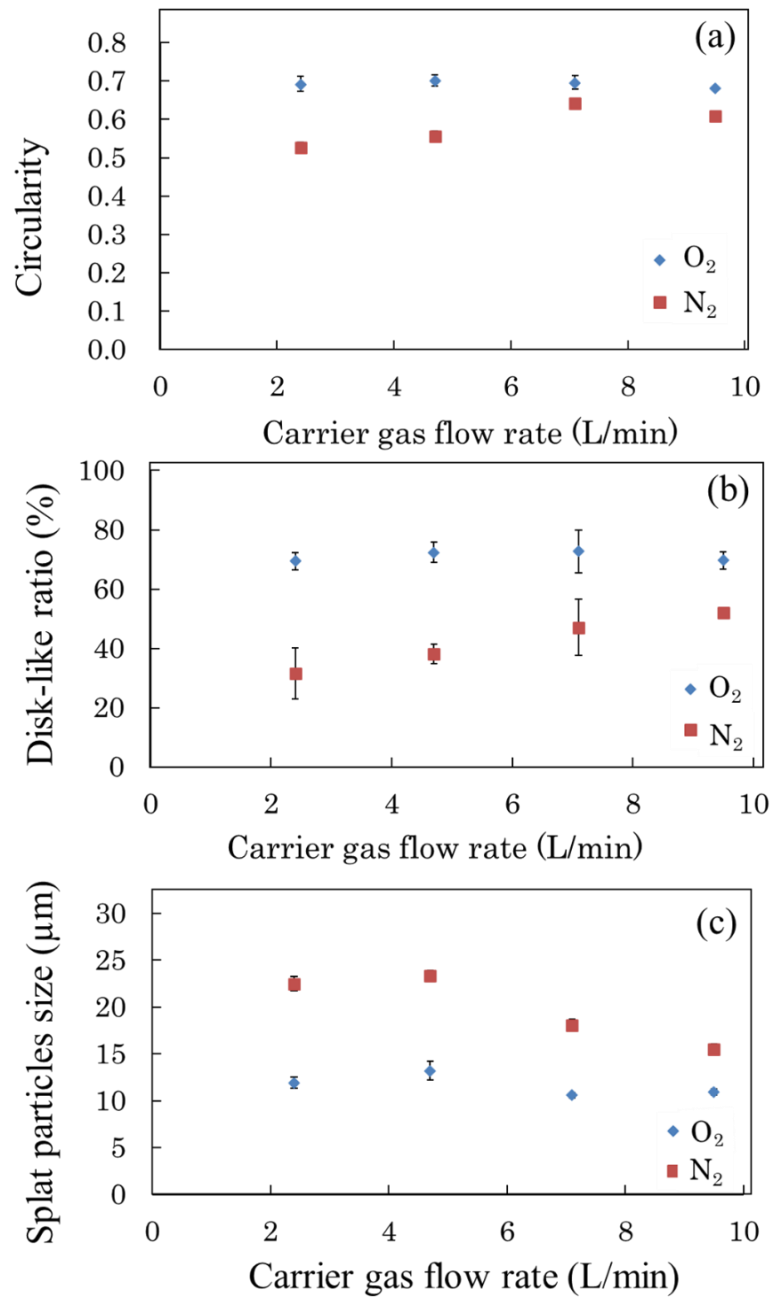 (a)
0.8
0.7
0.6
0.5
0.4
0.3
0.2
0.1
0.0
Circularity
O₂
N₂
0 2 4 6 8 10
Carrier gas flow rate (L/min)
(b)
100
80
60
40
20
0
Disk-like ratio (%)
O₂
N₂
0 2 4 6 8 10
Carrier gas flow rate (L/min)
(c)
30
25
20
15
10
5
0
Splat particles size (µm)
O₂
N₂
0 2 4 6 8 10
Carrier gas flow rate (L/min)